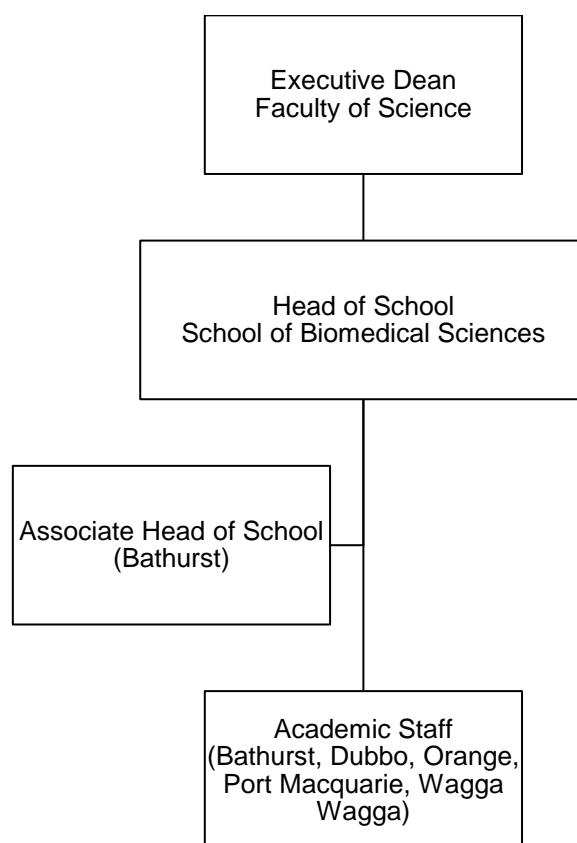 Executive Dean
Faculty of Science
Head of School
School of Biomedical Sciences
Associate Head of School
(Bathurst)
Academic Staff
(Bathurst, Dubbo, Orange,
Port Macquarie, Wagga
Wagga)